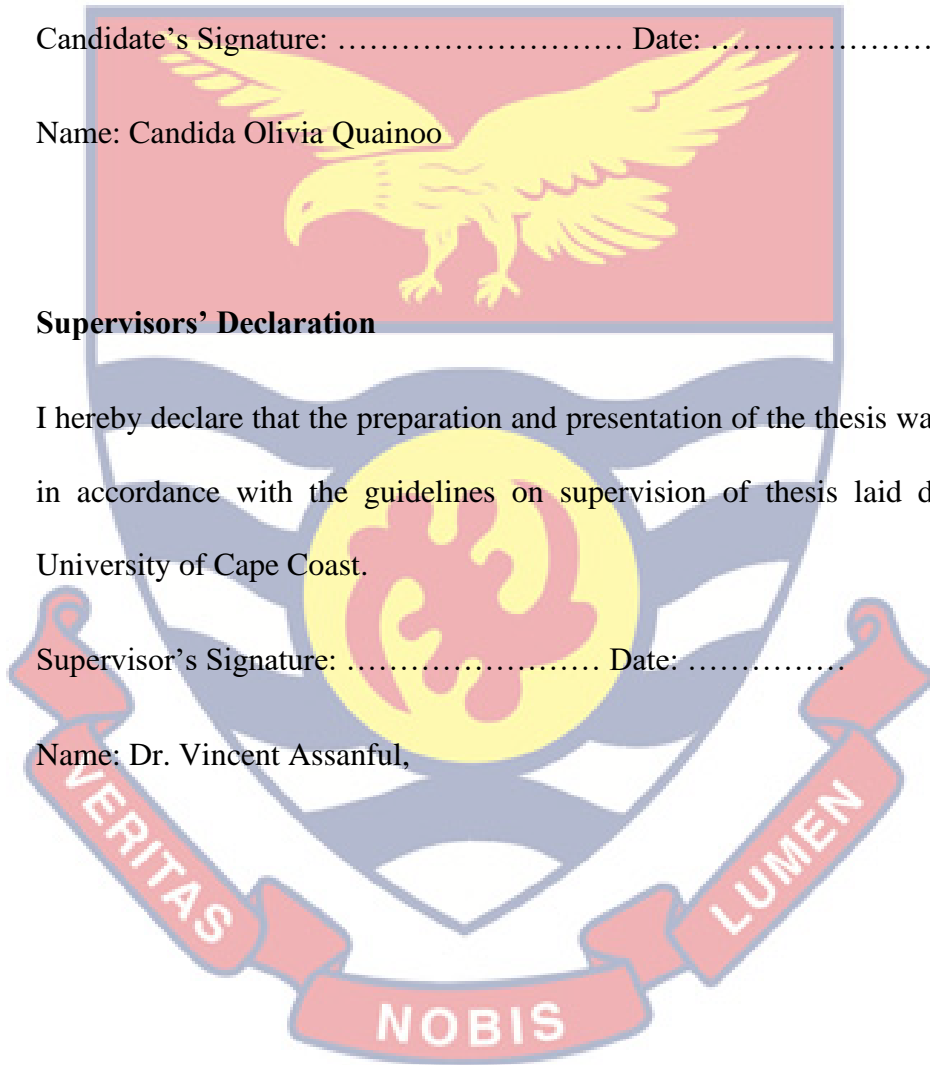 Candidate’s Signature: ……………………… Date: …………………
Name: Candida Olivia Quainoo
Supervisors’ Declaration
I hereby declare that the preparation and presentation of the thesis
in accordance with the guidelines on supervision of thesis laid
University of Cape Coast.
Supervisor’s Signature: …………………… Date: ……………
Name: Dr. Vincent Assanful,
VERITAS
NOBIS
LUMEN